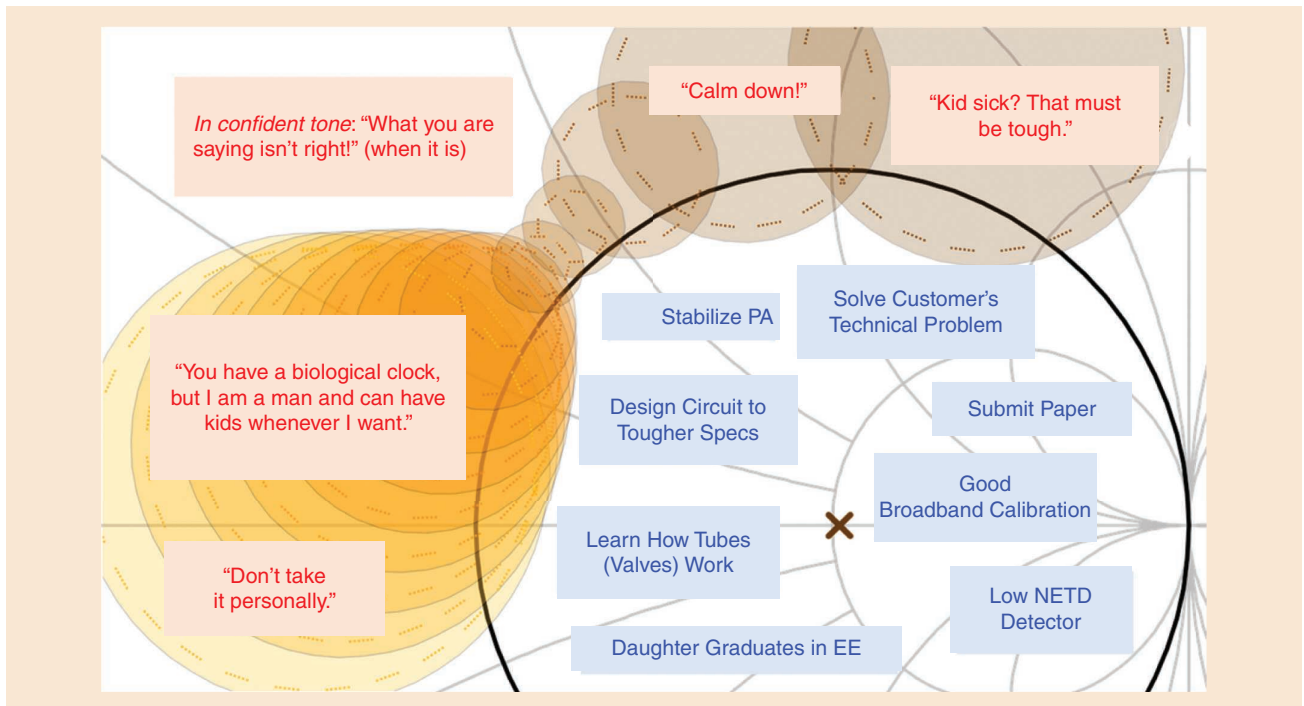 In confident tone: “What you are
saying isn’t right!” (when it is)
“Calm down!”
“Kid sick? That must
be tough.”
Stabilize PA
Solve Customer’s
Technical Problem
“You have a biological clock,
but I am a man and can have
kids whenever I want.”
Design Circuit to
Tougher Specs
Submit Paper
Good
Broadband Calibration
Learn How Tubes
(Valves) Work
“Don’t take
it personally.”
Low NETD
Detector
Daughter Graduates in EE